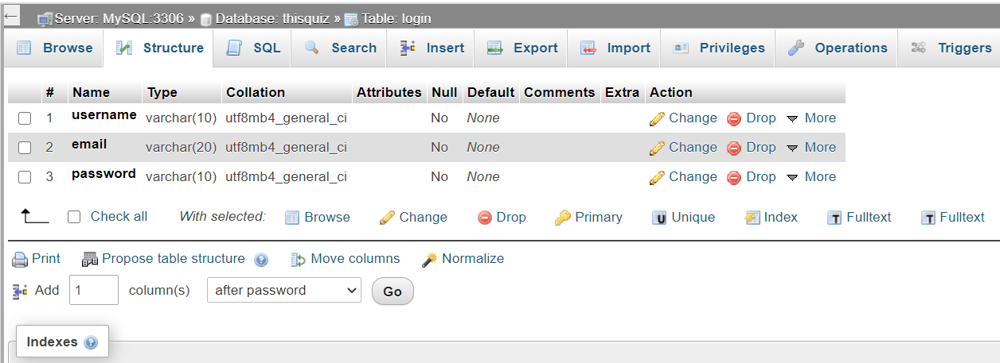 Server: MySQL:3306 » Database: thisquiz » Table: login
Browse Structure SQL Search Insert Export Import Privileges Operations Triggers
# Name Type Collation Attributes Null Default Comments Extra Action
1 username varchar(10) utf8mb4_general_ci No None Change Drop More
2 email varchar(20) utf8mb4_general_ci No None Change Drop More
3 password varchar(10) utf8mb4_general_ci No None Change Drop More
Check all With selected: Browse Change Drop Primary Unique Index Fulltext Fulltext
Print Propose table structure Move columns Normalize
Add 1 column(s) after password Go
Indexes